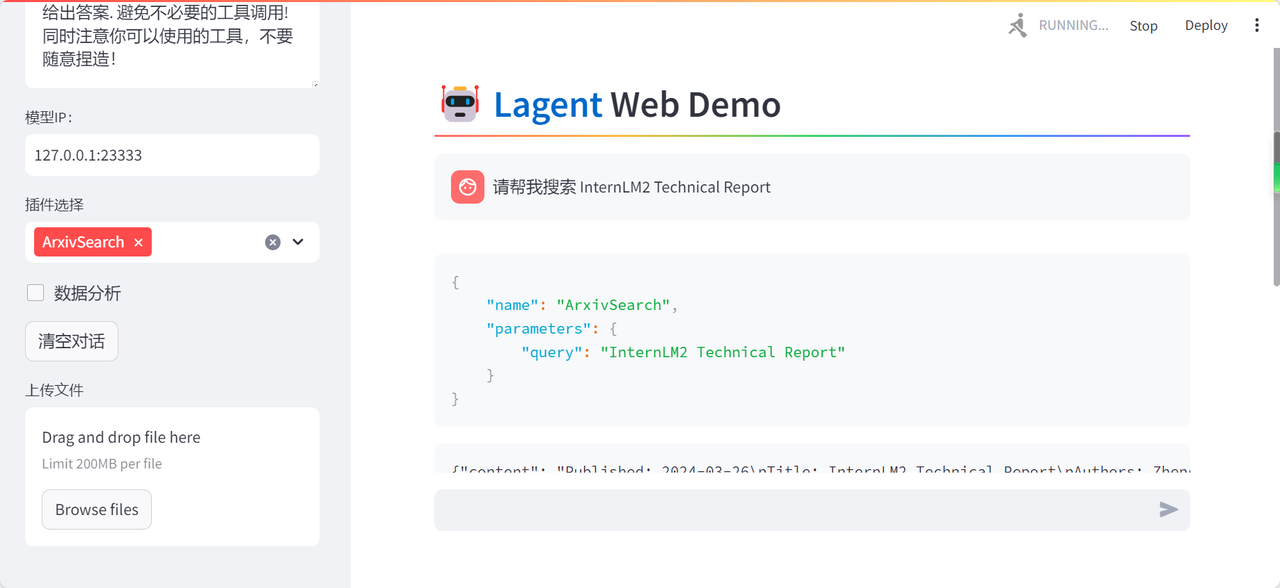 给出答案. 避免不必要的工具调用!
同时注意你可以使用的工具，不要
随意捏造！
模型IP：
127.0.0.1:23333
插件选择
ArxivSearch
数据分析
清空对话
上传文件
Drag and drop file here
Limit 200MB per file
Browse files
RUNNING...
Stop
Deploy
Lagent Web Demo
请帮我搜索 InternLM2 Technical Report
{
"name": "ArxivSearch",
"parameters": {
"query": "InternLM2 Technical Report"
}
}
{"content": "Published: 2024-03-26\nTitle: InternLM2 Technical Report\nAuthors: Zhen